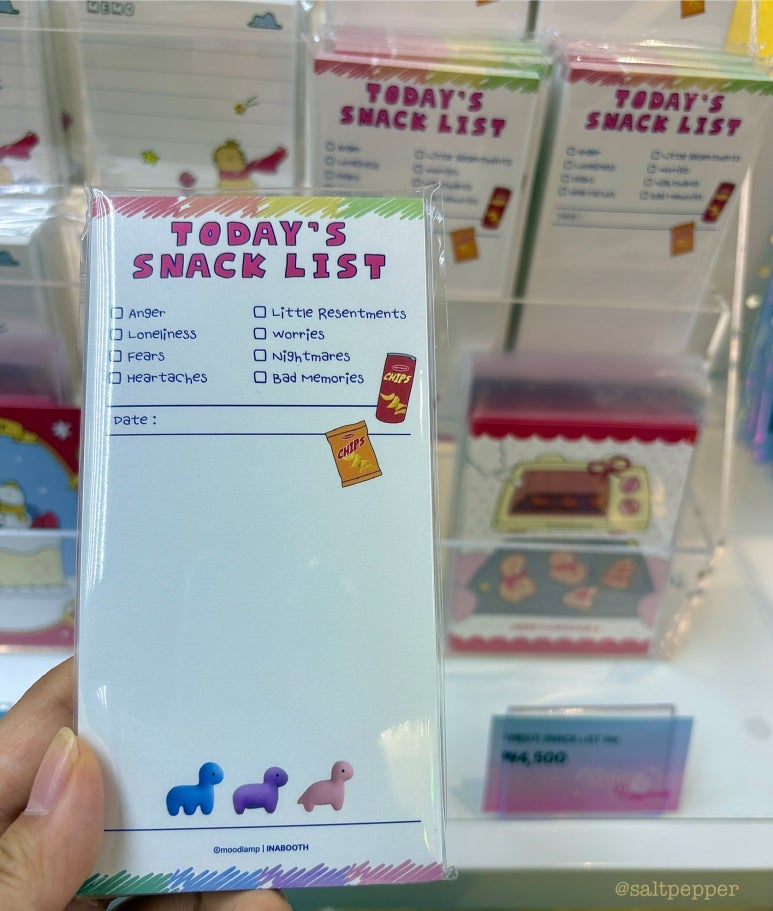 MEMO
TODAY'S
SNACK LIST
TODAY'S
SNACK LIST
TODAY'S
SNACK LIST
Anger
Little Resentments
Loneliness
Worries
Fears
Nightmares
Heartaches
Bad Memories
CHIPS
Date :
CHIPS
©moodlamp | INABOOTH
₩4,500
@saltpepper